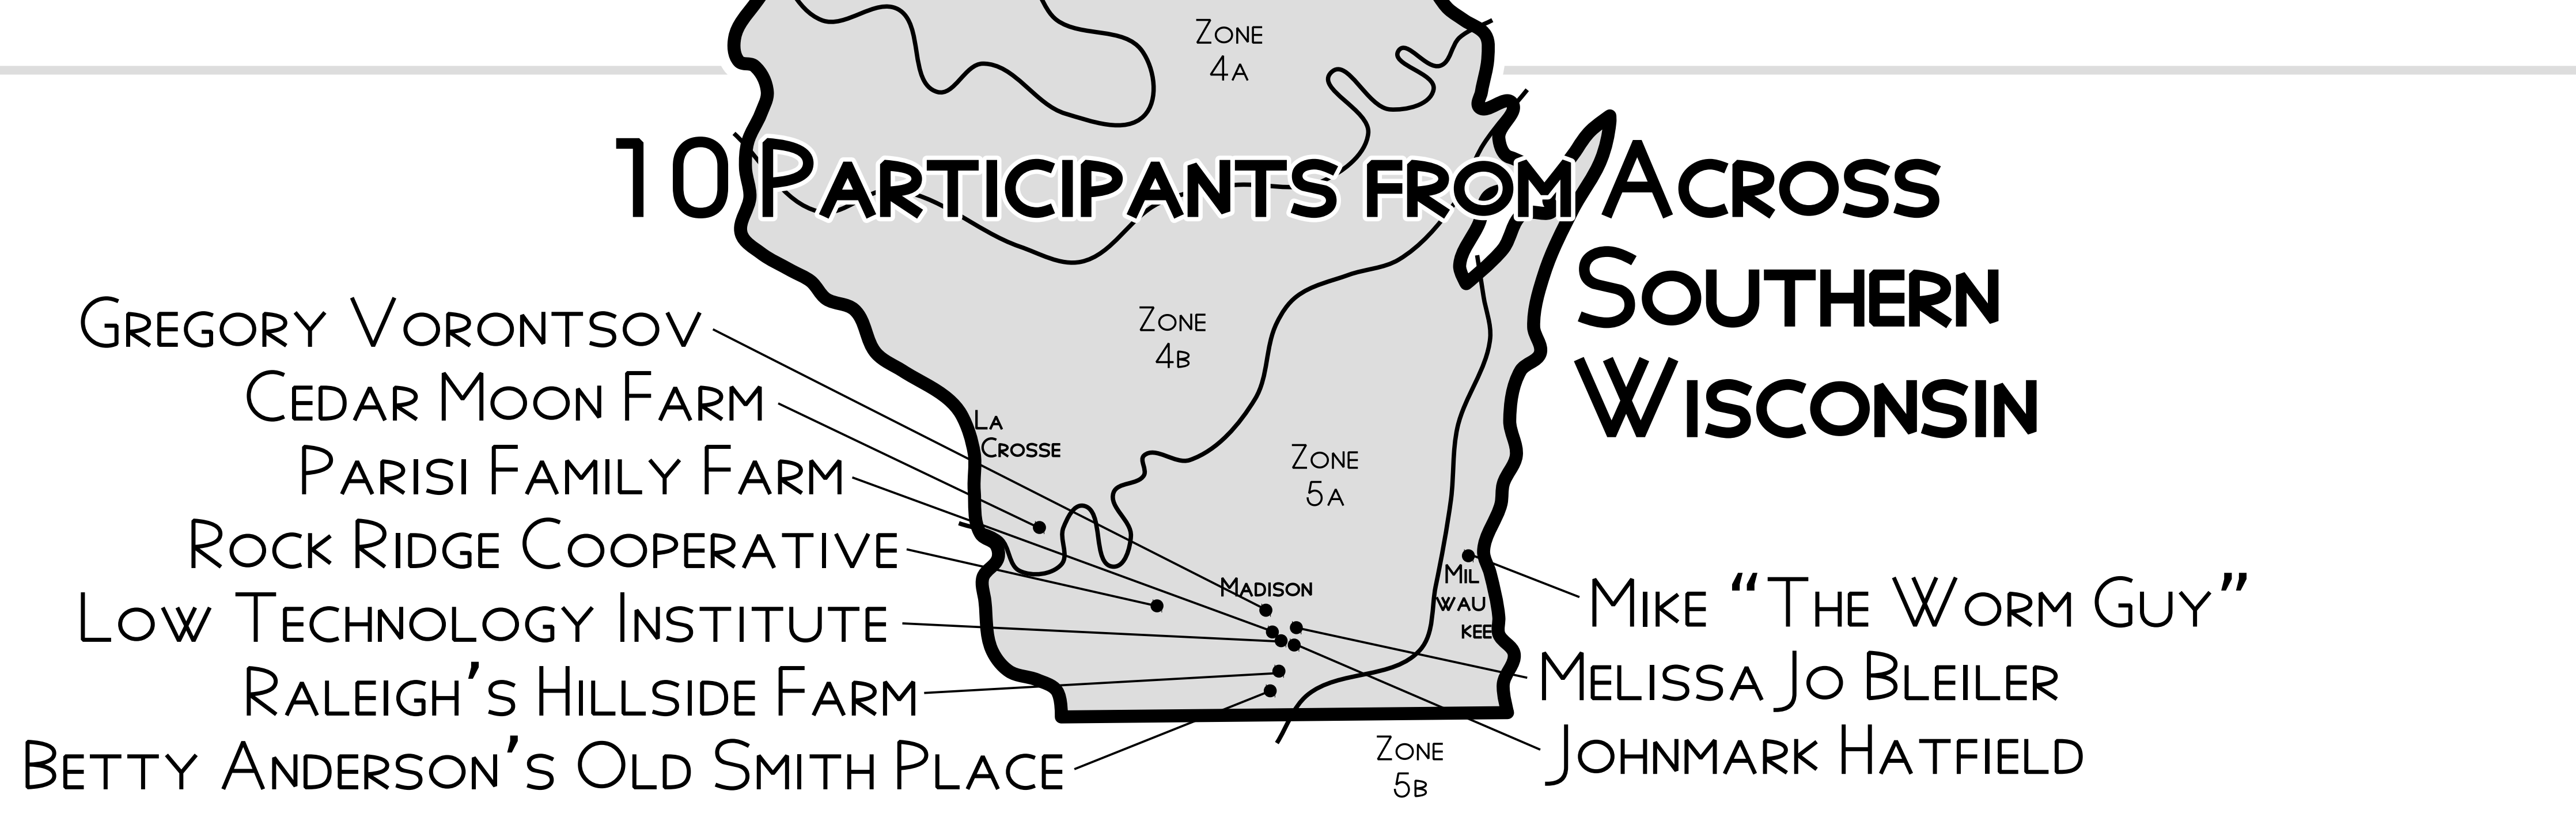 Zone
4a
10 Participants from Across
Southern
Wisconsin
Zone
4b
Gregory Vorontsov
Cedar Moon Farm
Parisi Family Farm
Rock Ridge Cooperative
Low Technology Institute
Raleigh's Hillside Farm
Betty Anderson's Old Smith Place
La
Crosse
Zone
5a
Madison
Mil
wau
kee
Mike “The Worm Guy”
Melissa Jo Bleiler
Johnmark Hatfield
Zone
5b